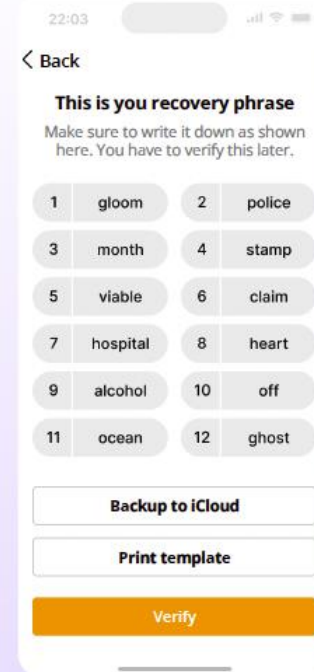 22:03
Back
This is you recovery phrase
Make sure to write it down as shown
here. You have to verify this later.
1 gloom 2 police
3 month 4 stamp
5 viable 6 claim
7 hospital 8 heart
9 alcohol 10 off
11 ocean 12 ghost
Backup to iCloud
Print template
Verify